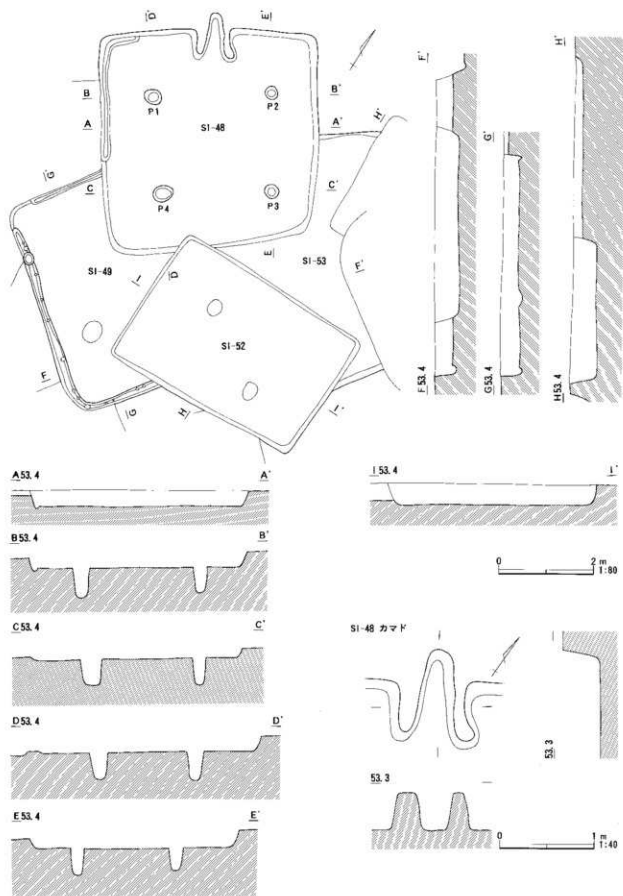 D'
E'
B
A
P1
P2
SI-48
B'
A'
H'
G'
C
P4
P3
C'
F'
SI-49
I
D
E
SI-53
SI-52
F
G
H
I'
F'
F 53.4
G'
G 53.4
H'
H 53.4
A 53.4
A'
I 53.4
I'
B 53.4
B'
0 2 m
1:80
C 53.4
C'
SI-48 カマド
D 53.4
D'
53.3
53.3
E 53.4
E'
0 1 m
1:40